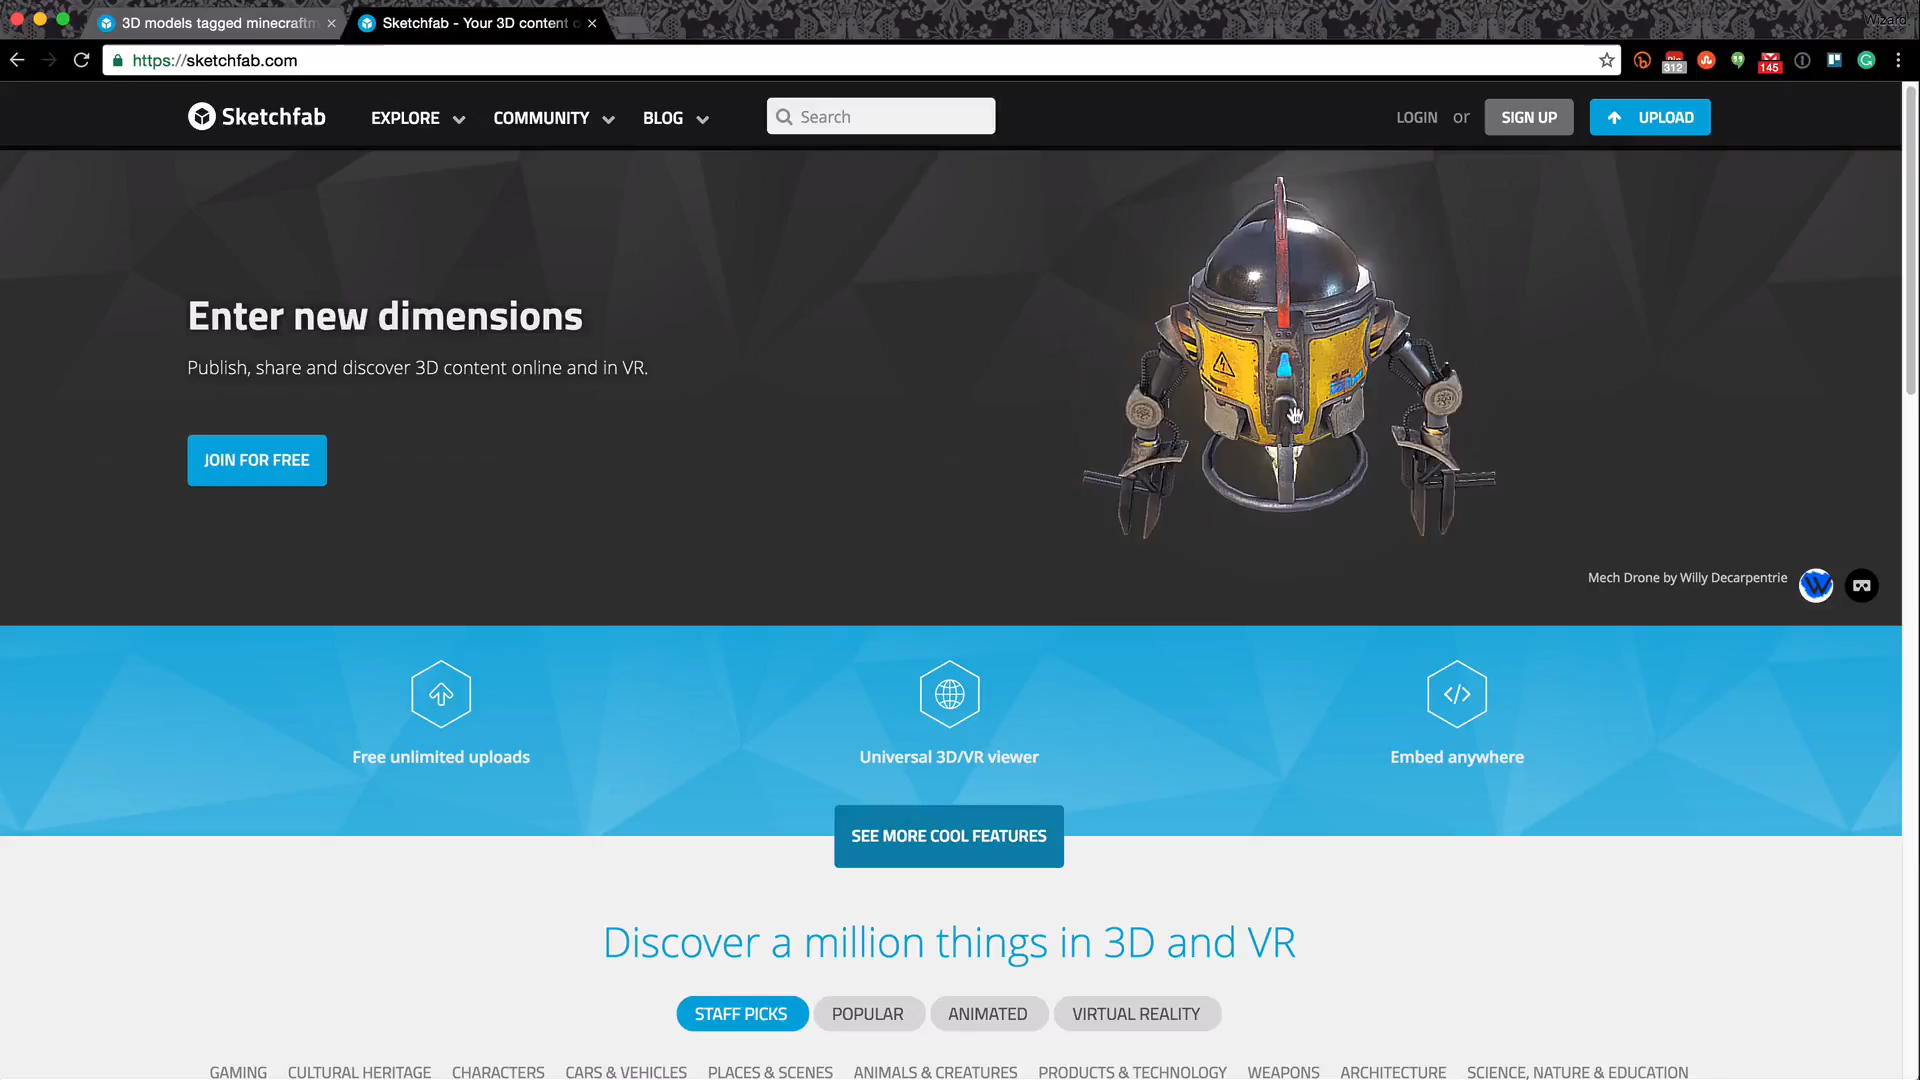 3D models tagged minecraftm
Sketchfab - Your 3D content o
Wizard
https://sketchfab.com
312
145
Sketchfab
EXPLORE
COMMUNITY
BLOG
Search
LOGIN or SIGN UP
UPLOAD
Enter new dimensions
Publish, share and discover 3D content online and in VR.
JOIN FOR FREE
Mech Drone by Willy Decarpentrie
W
Free unlimited uploads
Universal 3D/VR viewer
Embed anywhere
SEE MORE COOL FEATURES
Discover a million things in 3D and VR
STAFF PICKS
POPULAR
ANIMATED
VIRTUAL REALITY
GAMING CULTURAL HERITAGE CHARACTERS CARS & VEHICLES PLACES & SCENES ANIMALS & CREATURES PRODUCTS & TECHNOLOGY WEAPONS ARCHITECTURE SCIENCE, NATURE & EDUCATION